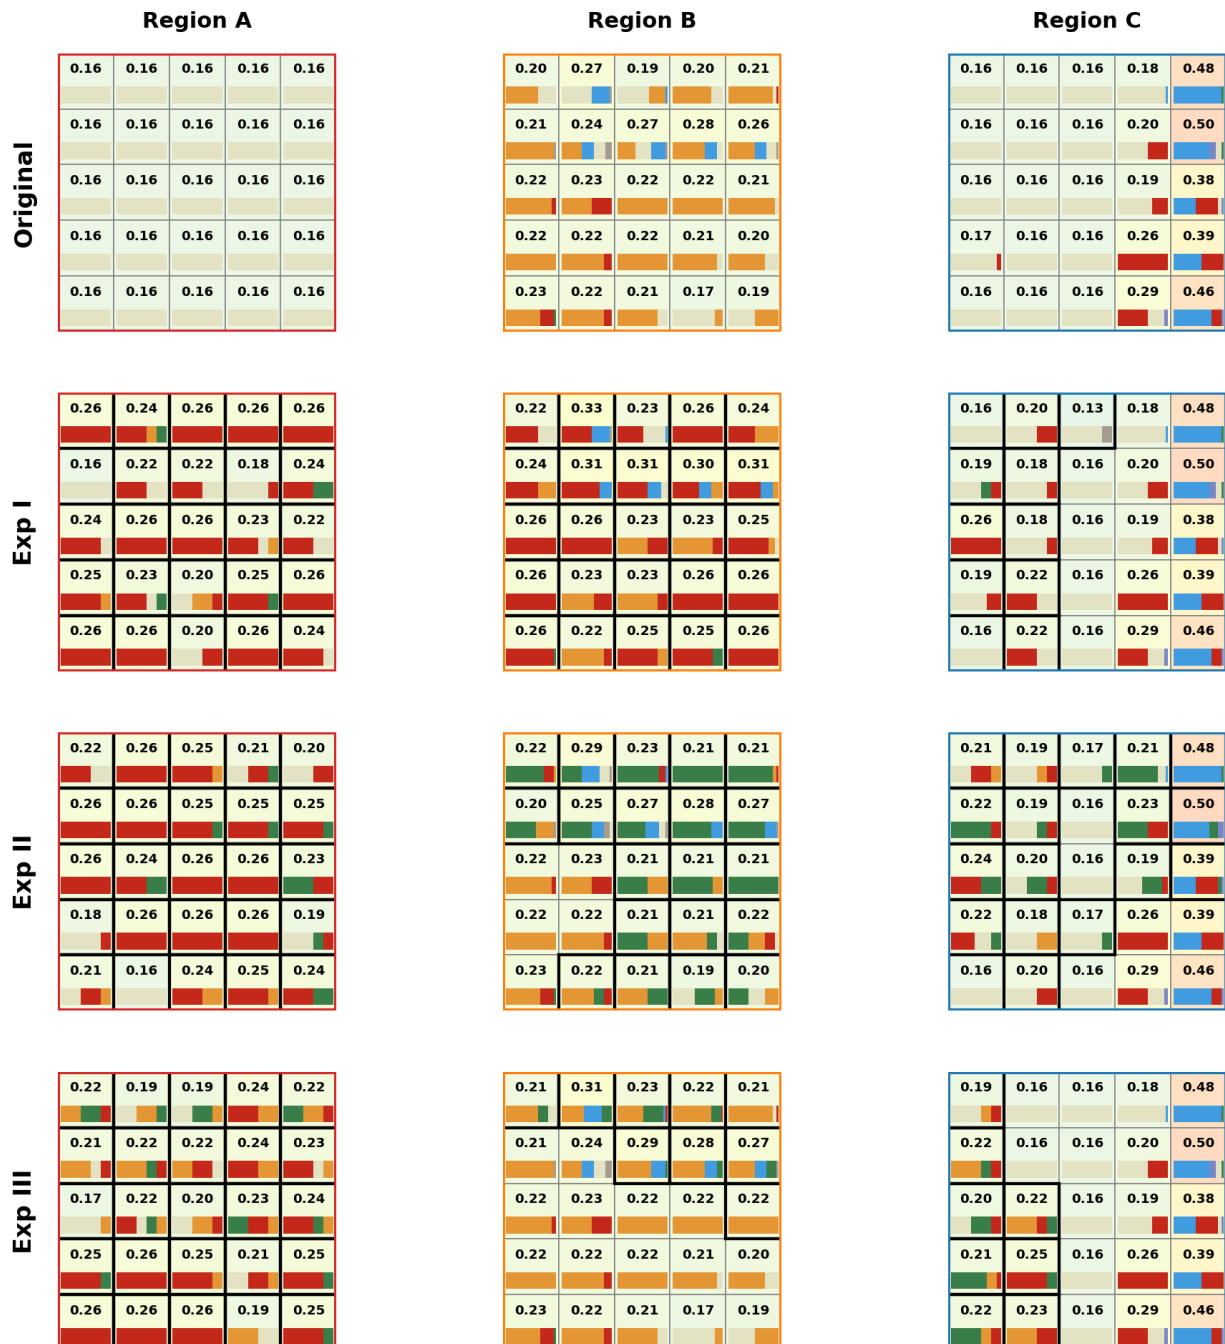 Region A Region B Region C
Original
0.16 0.16 0.16 0.16 0.16 0.20 0.27 0.19 0.20 0.21 0.16 0.16 0.16 0.18 0.48
0.16 0.16 0.16 0.16 0.16 0.21 0.24 0.27 0.28 0.26 0.16 0.16 0.16 0.20 0.50
0.16 0.16 0.16 0.16 0.16 0.22 0.23 0.22 0.22 0.21 0.16 0.16 0.16 0.19 0.38
0.16 0.16 0.16 0.16 0.16 0.22 0.22 0.22 0.21 0.20 0.17 0.16 0.16 0.26 0.39
0.16 0.16 0.16 0.16 0.16 0.23 0.22 0.21 0.17 0.19 0.16 0.16 0.16 0.29 0.46
Exp I
0.26 0.24 0.26 0.26 0.26 0.22 0.33 0.23 0.26 0.24 0.16 0.20 0.13 0.18 0.48
0.16 0.22 0.22 0.18 0.24 0.24 0.31 0.31 0.30 0.31 0.19 0.18 0.16 0.20 0.50
0.24 0.26 0.26 0.23 0.22 0.26 0.26 0.23 0.23 0.25 0.26 0.18 0.16 0.19 0.38
0.25 0.23 0.20 0.25 0.26 0.26 0.23 0.23 0.26 0.26 0.19 0.22 0.16 0.26 0.39
0.26 0.26 0.20 0.26 0.24 0.26 0.22 0.25 0.25 0.26 0.16 0.22 0.16 0.29 0.46
Exp II
0.22 0.26 0.25 0.21 0.20 0.22 0.29 0.23 0.21 0.21 0.21 0.19 0.17 0.21 0.48
0.26 0.26 0.25 0.25 0.25 0.20 0.25 0.27 0.28 0.27 0.22 0.19 0.16 0.23 0.50
0.26 0.24 0.26 0.26 0.23 0.22 0.23 0.21 0.21 0.21 0.24 0.20 0.16 0.19 0.39
0.18 0.26 0.26 0.26 0.19 0.22 0.22 0.21 0.21 0.22 0.22 0.18 0.17 0.26 0.39
0.21 0.16 0.24 0.25 0.24 0.23 0.22 0.21 0.19 0.20 0.16 0.20 0.16 0.29 0.46
Exp III
0.22 0.19 0.19 0.24 0.22 0.21 0.31 0.23 0.22 0.21 0.19 0.16 0.16 0.18 0.48
0.21 0.22 0.22 0.24 0.23 0.21 0.24 0.29 0.28 0.27 0.22 0.16 0.16 0.20 0.50
0.17 0.22 0.20 0.23 0.24 0.22 0.23 0.22 0.22 0.22 0.20 0.22 0.16 0.19 0.38
0.25 0.26 0.25 0.21 0.25 0.22 0.22 0.22 0.21 0.20 0.21 0.25 0.16 0.26 0.39
0.26 0.26 0.26 0.19 0.25 0.23 0.22 0.21 0.17 0.19 0.22 0.23 0.16 0.29 0.46